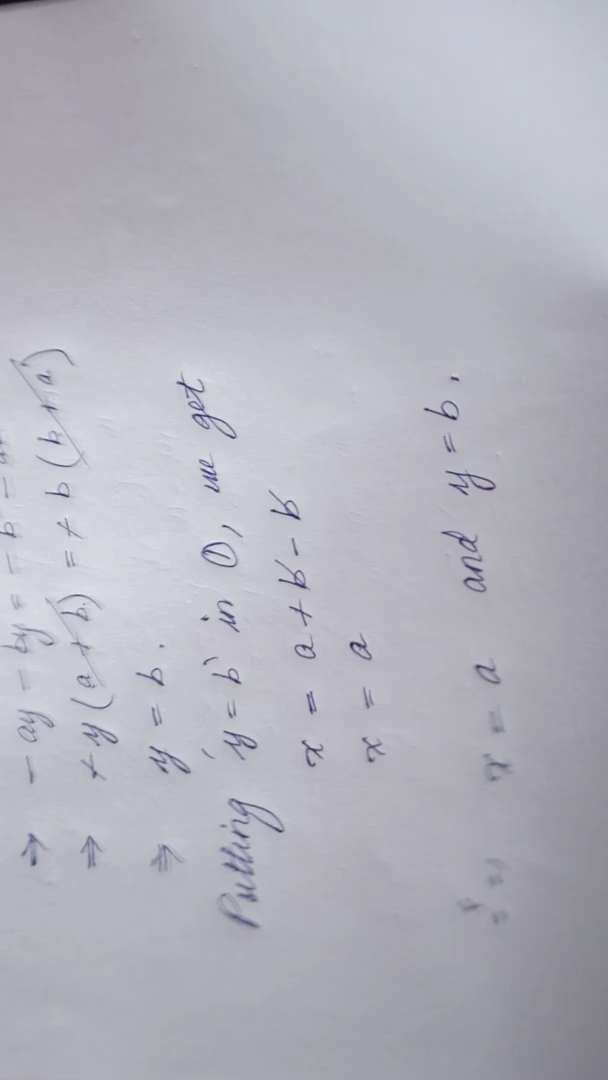 ⇒ - ay - by = - b
⇒ + y (a + b) = + b (b + a)
⇒ y = b.
Putting 'y = b' in ①, we get
x = a + b - b
x = a
x = a and y = b.